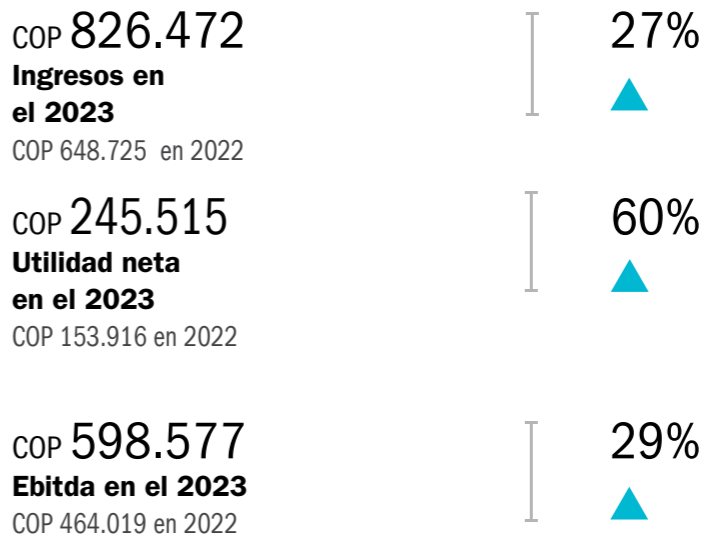 COP 826.472
27%
Ingresos en
el 2023
COP 648.725 en 2022
COP 245.515
60%
Utilidad neta
en el 2023
COP 153.916 en 2022
COP 598.577
29%
Ebitda en el 2023
COP 464.019 en 2022